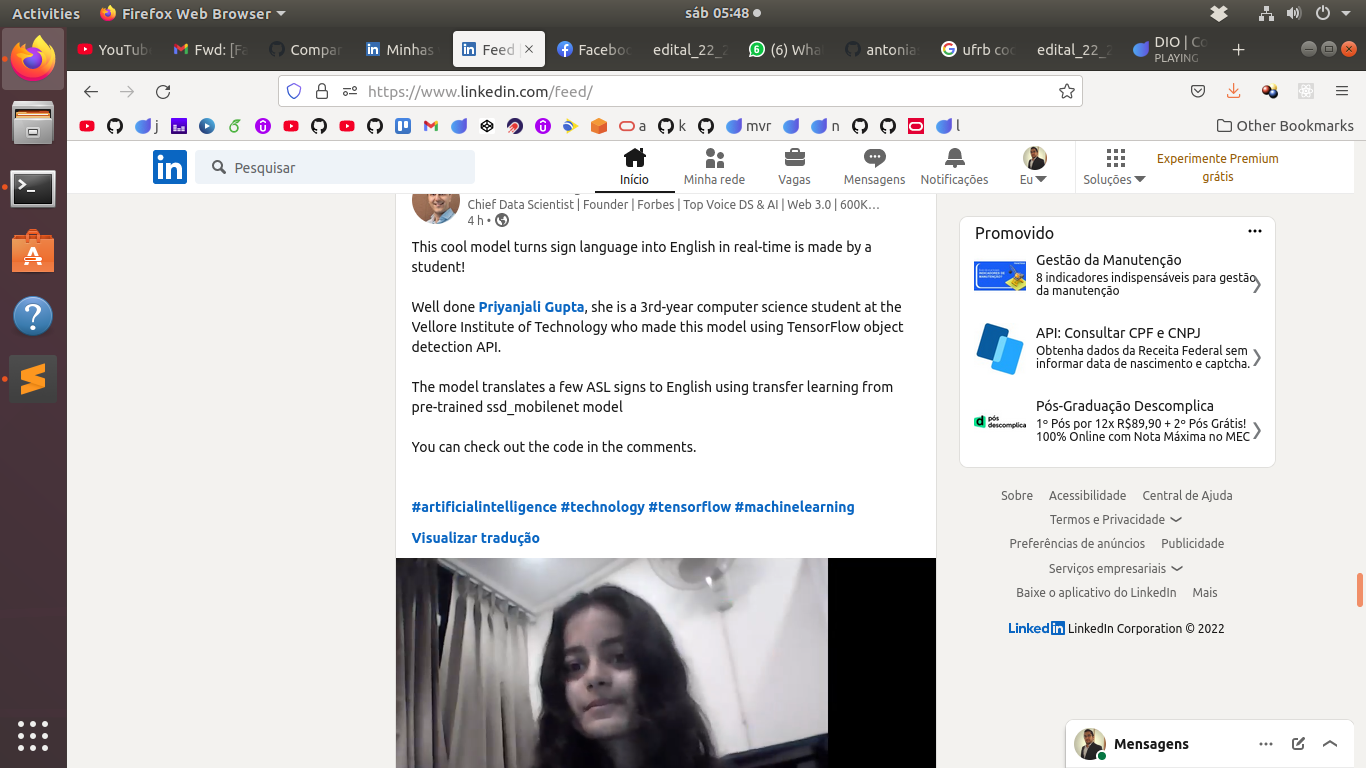 Activities
Firefox Web Browser
sáb 05:48
YouTub
Fwd: [Fa
Compar
Minhas
Feed
Faceboo
edital_22_2
(6) Wha
antonia
ufrb co
edital_22_2
DIO | Co
PLAYING
https://www.linkedin.com/feed/
j
a
k
mvr
n
l
Other Bookmarks
in
Pesquisar
Início
Minha rede
Vagas
Mensagens
Notificações
Eu
Soluções
Experimente Premium
grátis
Chief Data Scientist | Founder | Forbes | Top Voice DS & AI | Web 3.0 | 600K…
4 h •
This cool model turns sign language into English in real-time is made by a
student!
Well done Priyanjali Gupta, she is a 3rd-year computer science student at the
Vellore Institute of Technology who made this model using TensorFlow object
detection API.
The model translates a few ASL signs to English using transfer learning from
pre-trained ssd_mobilenet model
You can check out the code in the comments.
#artificialintelligence #technology #tensorflow #machinelearning
Visualizar tradução
Promovido
Gestão da Manutenção
8 indicadores indispensáveis para gestão
da manutenção
API: Consultar CPF e CNPJ
Obtenha dados da Receita Federal sem
informar data de nascimento e captcha.
pós
descomplica
Pós-Graduação Descomplica
1º Pós por 12x R$89,90 + 2º Pós Grátis!
100% Online com Nota Máxima no MEC
Sobre Acessibilidade Central de Ajuda
Termos e Privacidade
Preferências de anúncios Publicidade
Serviços empresariais
Baixe o aplicativo do LinkedIn Mais
LinkedIn LinkedIn Corporation © 2022
Mensagens